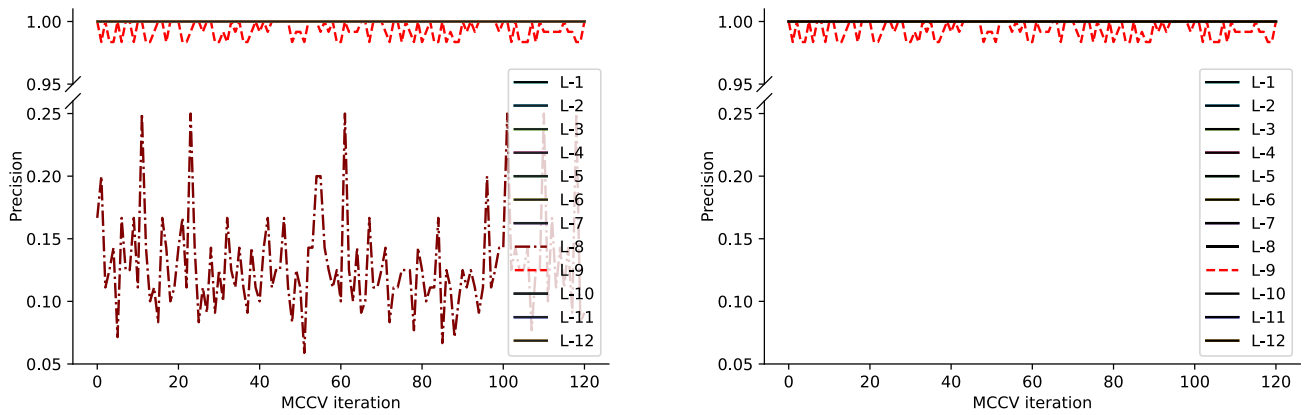 1.00
0.95
0.25
0.20
0.15
0.10
0.05
Precision
0 20 40 60 80 100 120
MCCV iteration
L-1
L-2
L-3
L-4
L-5
L-6
L-7
L-8
L-9
L-10
L-11
L-12
1.00
0.95
0.25
0.20
0.15
0.10
0.05
Precision
0 20 40 60 80 100 120
MCCV iteration
L-1
L-2
L-3
L-4
L-5
L-6
L-7
L-8
L-9
L-10
L-11
L-12